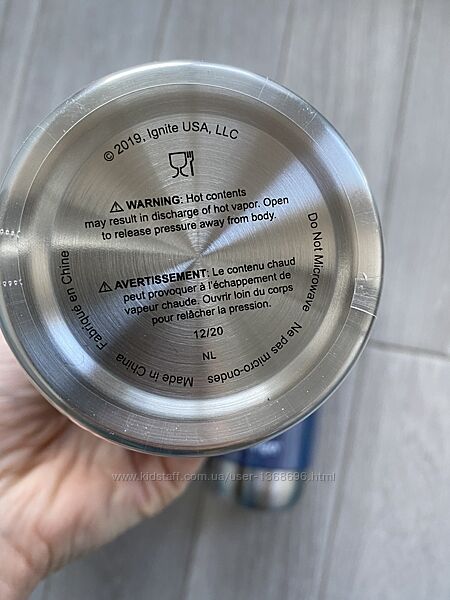 © 2019, Ignite USA, LLC
⚠ WARNING: Hot contents
may result in discharge of hot vapor. Open
to release pressure away from body.
⚠ AVERTISSEMENT: Le contenu chaud
peut provoquer à l'échappement de
vapeur chaude. Ouvrir loin du corps
pour relâcher la pression.
12/20
NL
Do Not Microwave
Ne pas micro-ondes
Made in China
Fabriqué en Chine
www.kidstaff.com.ua/user-1368696.html